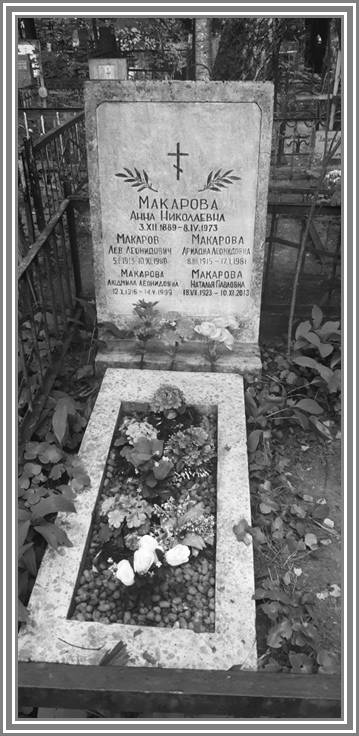 Макарова
Анна Николаевна
3.XII.1889-8.IV.1973
Макаров Макарова
Лев Леонидович Ариадна Леонидовна
8.III.1915-17.I.1981
Макарова Макарова
Людмила Леонидовна Наталья Павловна
18.VII.1923-10.XI.2013